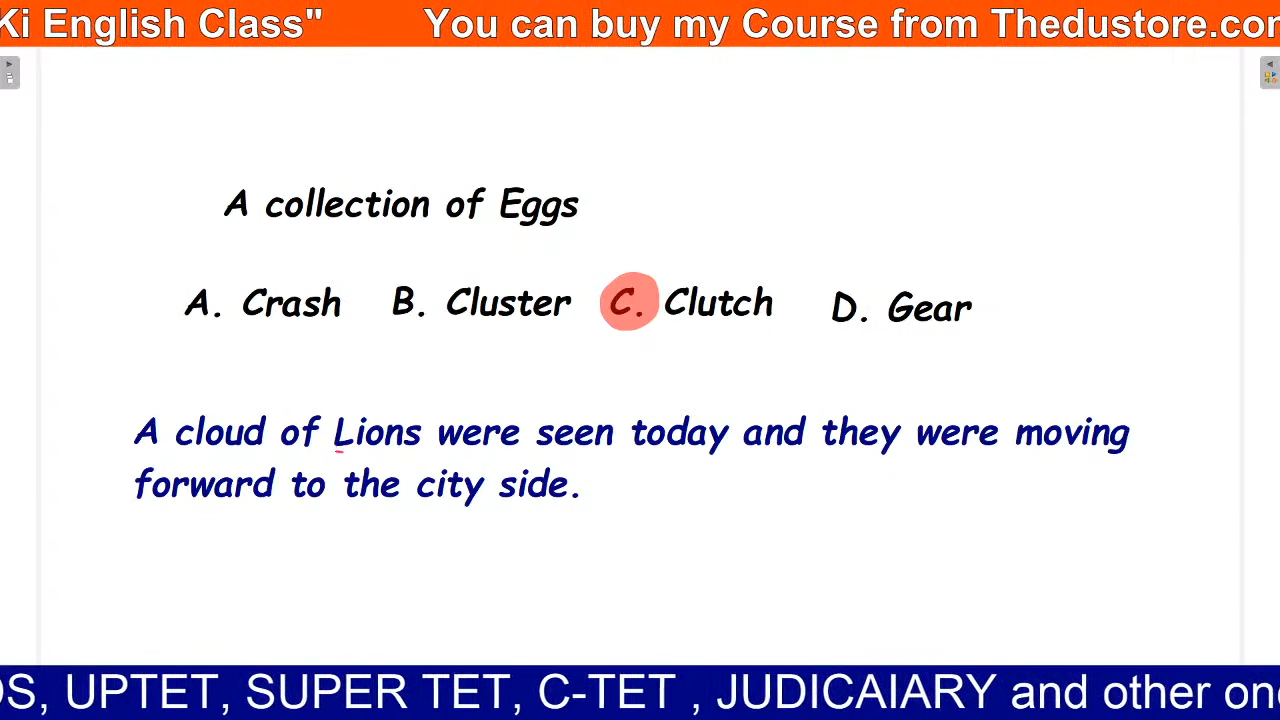 Ki English Class" You can buy my Course from Thedustore.com
A collection of Eggs
A. Crash B. Cluster C. Clutch D. Gear
A cloud of Lions were seen today and they were moving
forward to the city side.
UPTET, SUPER TET, C-TET , JUDICAIARY and other